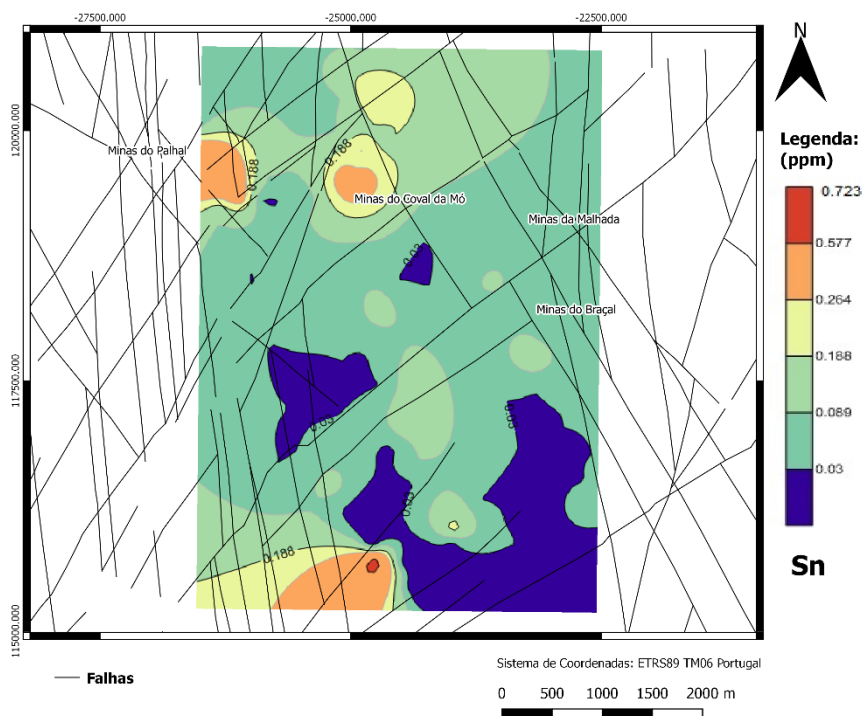 -27500.000
-25000.000
-22500.000
N
120000.000
117500.000
115000.000
Minas do Palhal
0.188
0.188
Minas do Coval da Mó
Minas da Malhada
0.03
Minas do Braçal
0.03
0.03
0.03
0.188
Legenda:
(ppm)
0.723
0.577
0.264
0.188
0.089
0.03
Sn
Falhas
Sistema de Coordenadas: ETRS89 TM06 Portugal
0 500 1000 1500 2000 m